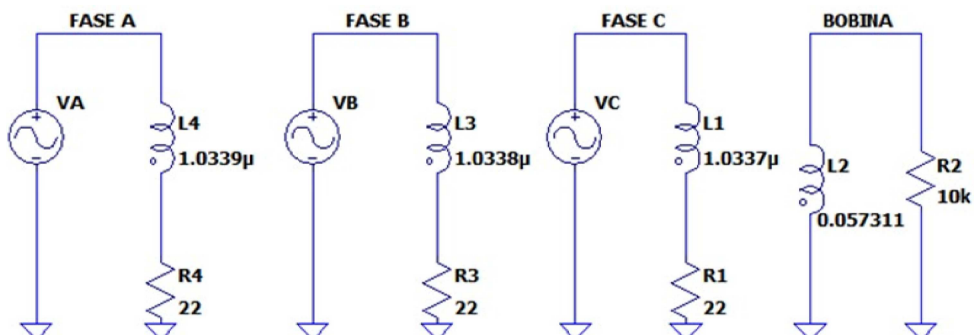 FASE A
VA
L4
1.0339µ
R4
22
FASE B
VB
L3
1.0338µ
R3
22
FASE C
VC
L1
1.0337µ
R1
22
BOBINA
L2
0.057311
R2
10k